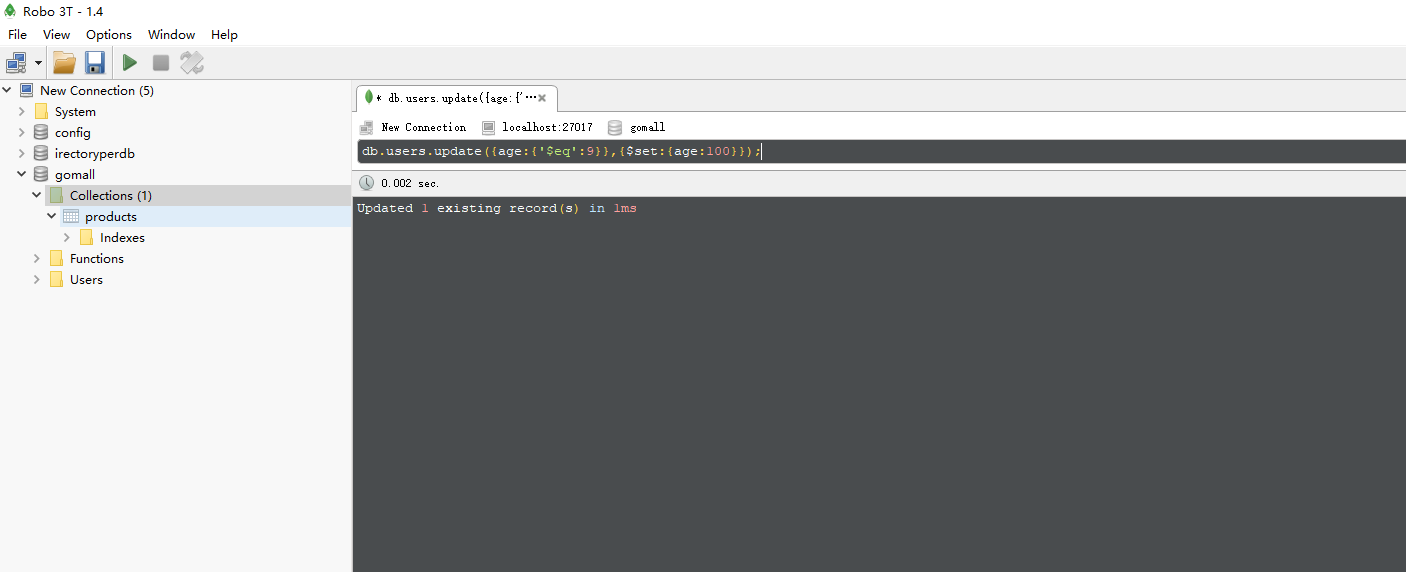 Robo 3T - 1.4
File View Options Window Help
New Connection (5)
System
config
irectoryperdb
gomall
Collections (1)
products
Indexes
Functions
Users
* db.users.update({age:{'...
New Connection localhost:27017 gomall
db.users.update({age:{'$eq':9}},{$set:{age:100}});
0.002 sec.
Updated 1 existing record(s) in 1ms